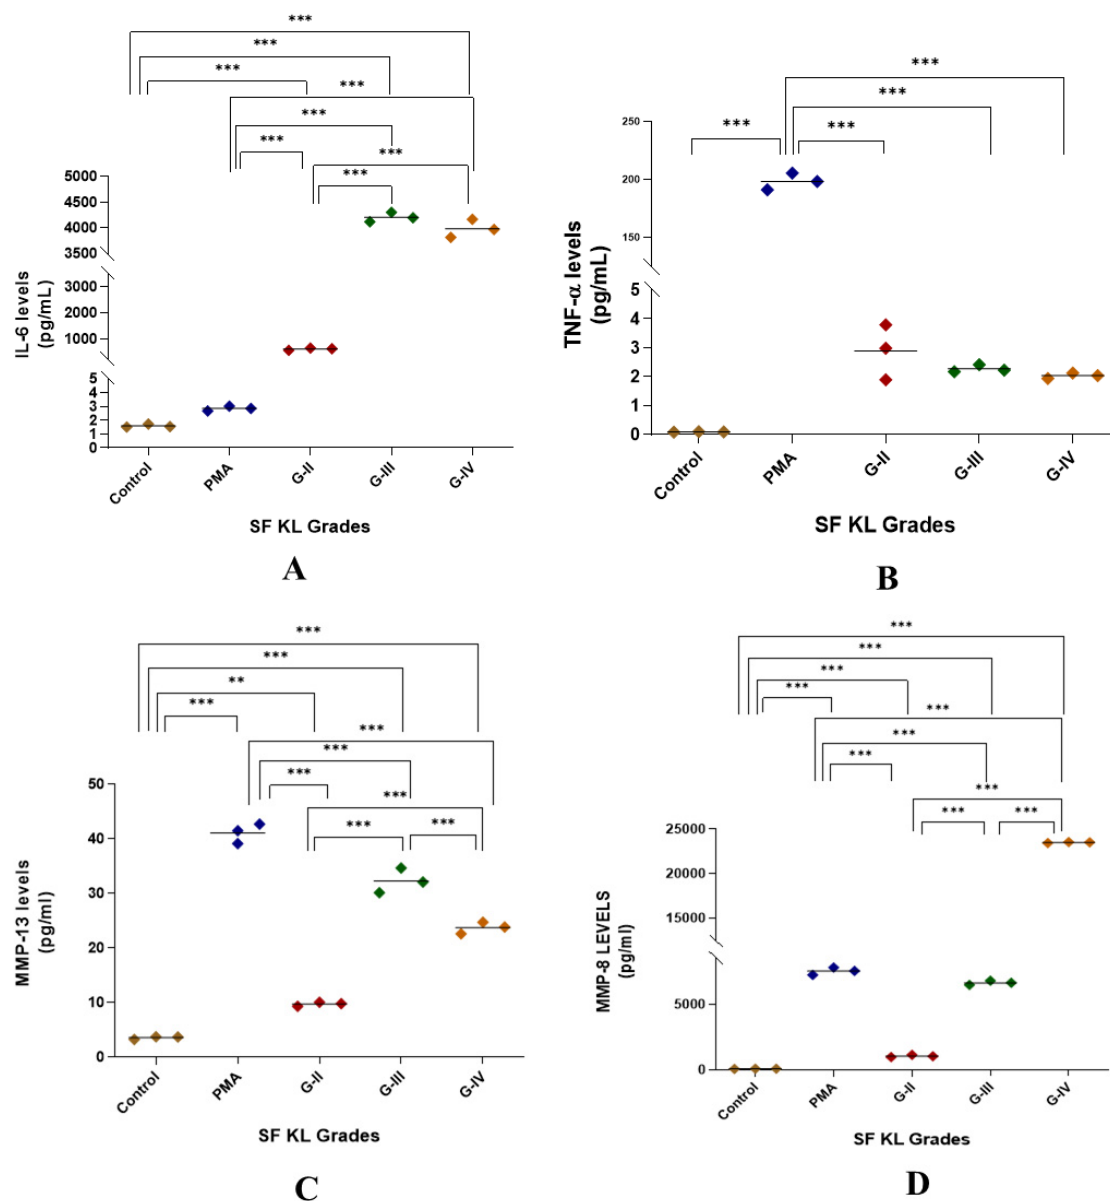 ***
***
***
***
***
***
***
***
5000
4500
4000
3500
3000
2000
1000
5
4
3
2
1
0
IL-6 levels
(pg/mL)
Control
PMA
G-II
G-III
G-IV
SF KL Grades
A
***
***
***
***
250
200
150
5
4
3
2
1
0
TNF-α levels
(pg/mL)
Control
PMA
G-II
G-III
G-IV
SF KL Grades
B
***
***
**
***
***
***
***
***
***
***
50
40
30
20
10
0
MMP-13 levels
(pg/ml)
Control
PMA
G-II
G-III
G-IV
SF KL Grades
C
***
***
***
***
***
***
***
***
***
***
25000
20000
15000
5000
0
MMP-8 LEVELS
(pg/ml)
Control
PMA
G-II
G-III
G-IV
SF KL Grades
D